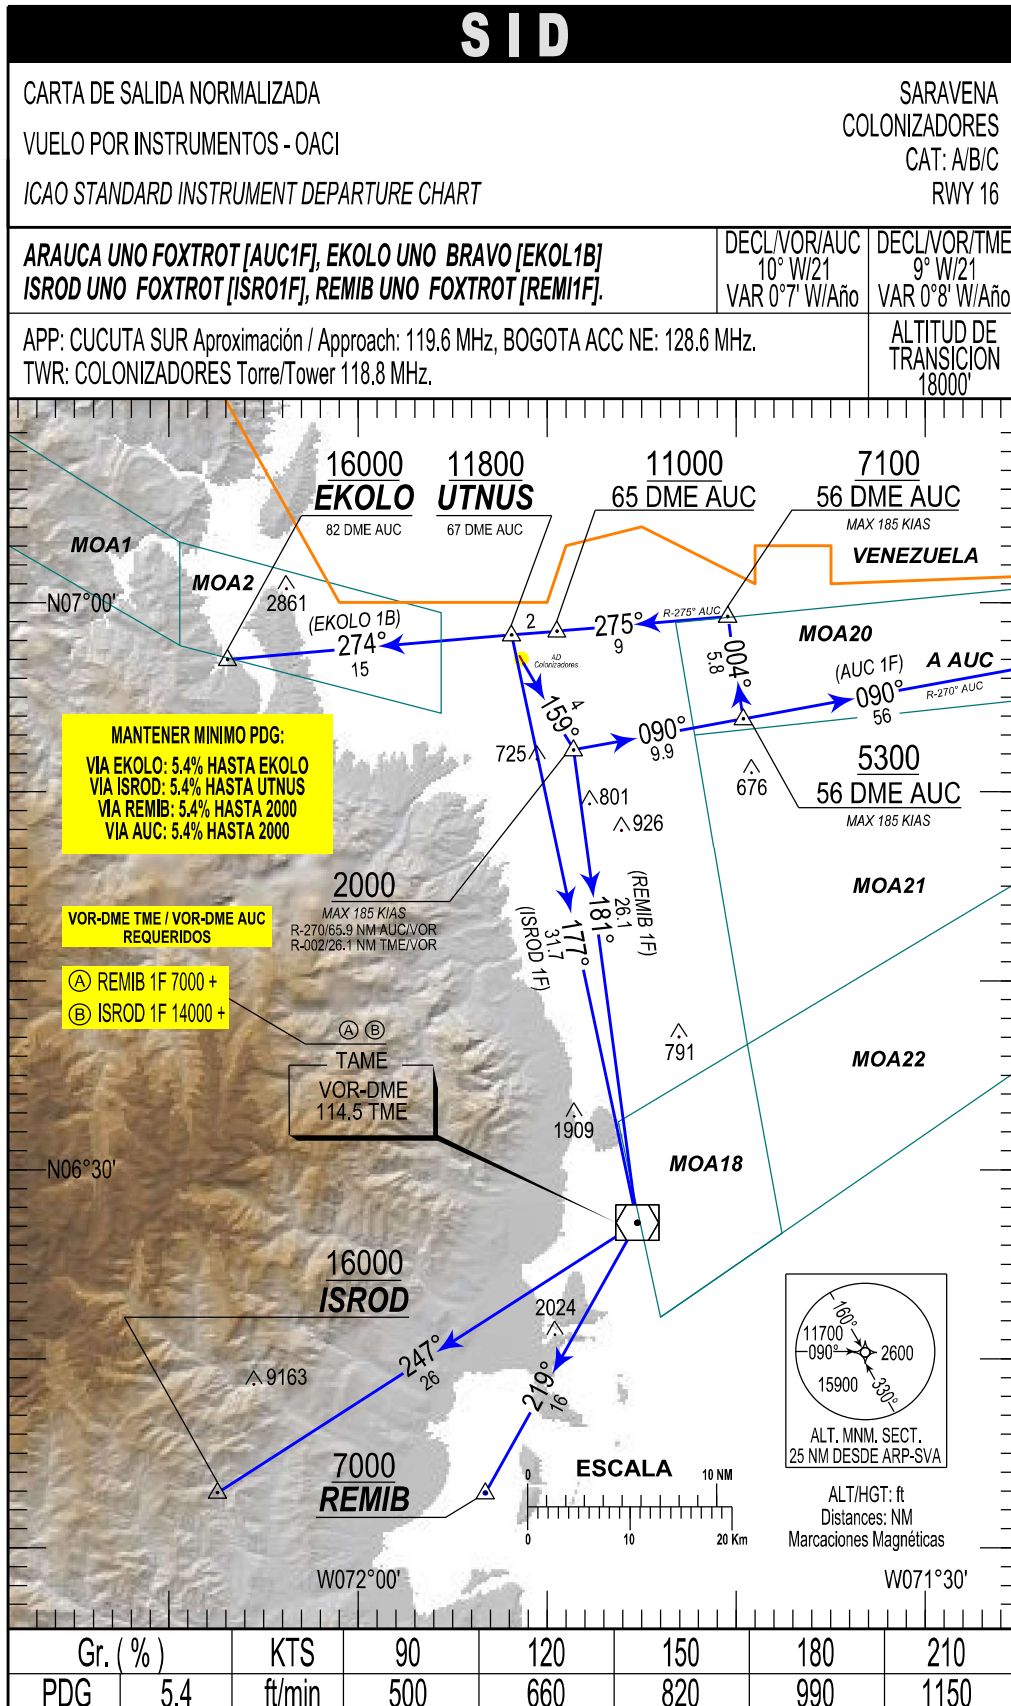 SID
CARTA DE SALIDA NORMALIZADA
VUELO POR INSTRUMENTOS - OACI
ICAO STANDARD INSTRUMENT DEPARTURE CHART
SARAVENA
COLONIZADORES
CAT: A/B/C
RWY 16
ARAUCA UNO FOXTROT [AUC1F], EKOLO UNO BRAVO [EKOL1B]
ISROD UNO FOXTROT [ISRO1F], REMIB UNO FOXTROT [REMI1F].
DECL/VOR/AUC
10° W/21
VAR 0°7' W/Año
DECL/VOR/TME
9° W/21
VAR 0°8' W/Año
APP: CUCUTA SUR Aproximación / Approach: 119.6 MHz, BOGOTA ACC NE: 128.6 MHz.
TWR: COLONIZADORES Torre/Tower 118.8 MHz.
ALTITUD DE
TRANSICION
18000'
16000
EKOLO
82 DME AUC
11800
UTNUS
67 DME AUC
11000
65 DME AUC
7100
56 DME AUC
MAX 185 KIAS
VENEZUELA
MOA1
MOA2
2861
N07°00'
(EKOLO 1B)
274°
15
2
275°
9
R-275° AUC
AD
Colonizadores
MOA20
004°
5.8
(AUC 1F)
A AUC
090°
R-270° AUC
56
159°
4
090°
9.9
5300
56 DME AUC
MAX 185 KIAS
MANTENER MINIMO PDG:
VIA EKOLO: 5.4% HASTA EKOLO
VIA ISROD: 5.4% HASTA UTNUS
VIA REMIB: 5.4% HASTA 2000
VIA AUC: 5.4% HASTA 2000
725
801
926
676
2000
MAX 185 KIAS
R-270/65.9 NM AUC/VOR
R-002/26.1 NM TME/VOR
MOA21
VOR-DME TME / VOR-DME AUC
REQUERIDOS
(ISROD 1F)
31.7
177°
181°
26.1
(REMIB 1F)
A REMIB 1F 7000 +
B ISROD 1F 14000 +
A B
TAME
VOR-DME
114.5 TME
791
MOA22
1909
MOA18
N06°30'
16000
ISROD
2024
9163
247°
26
219°
16
7000
REMIB
160°
11700
090°
2600
15900
330°
ALT. MNM. SECT.
25 NM DESDE ARP-SVA
ESCALA
0 10 NM
0 10 20 Km
ALT/HGT: ft
Distances: NM
Marcaciones Magnéticas
W072°00'
W071°30'
Gr. ( % ) KTS 90 120 150 180 210
PDG 5.4 ft/min 500 660 820 990 1150